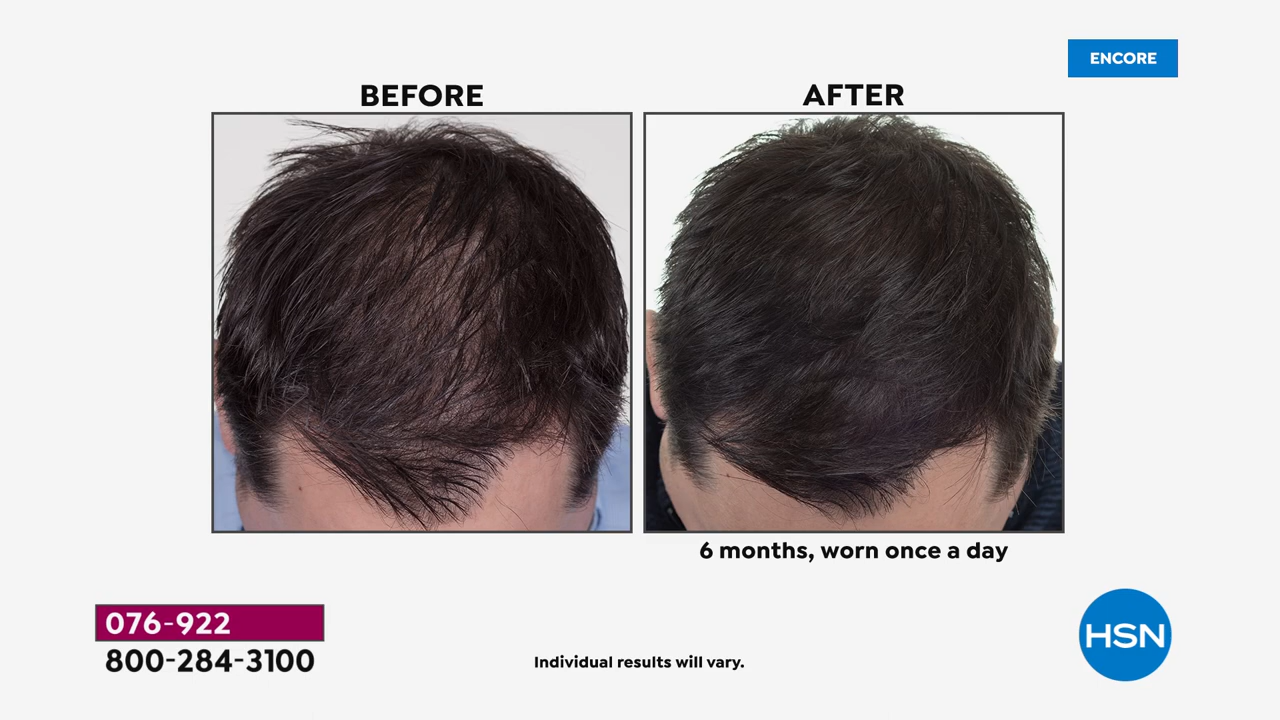 ENCORE
BEFORE
AFTER
6 months, worn once a day
076-922
800-284-3100
Individual results will vary.
HSN